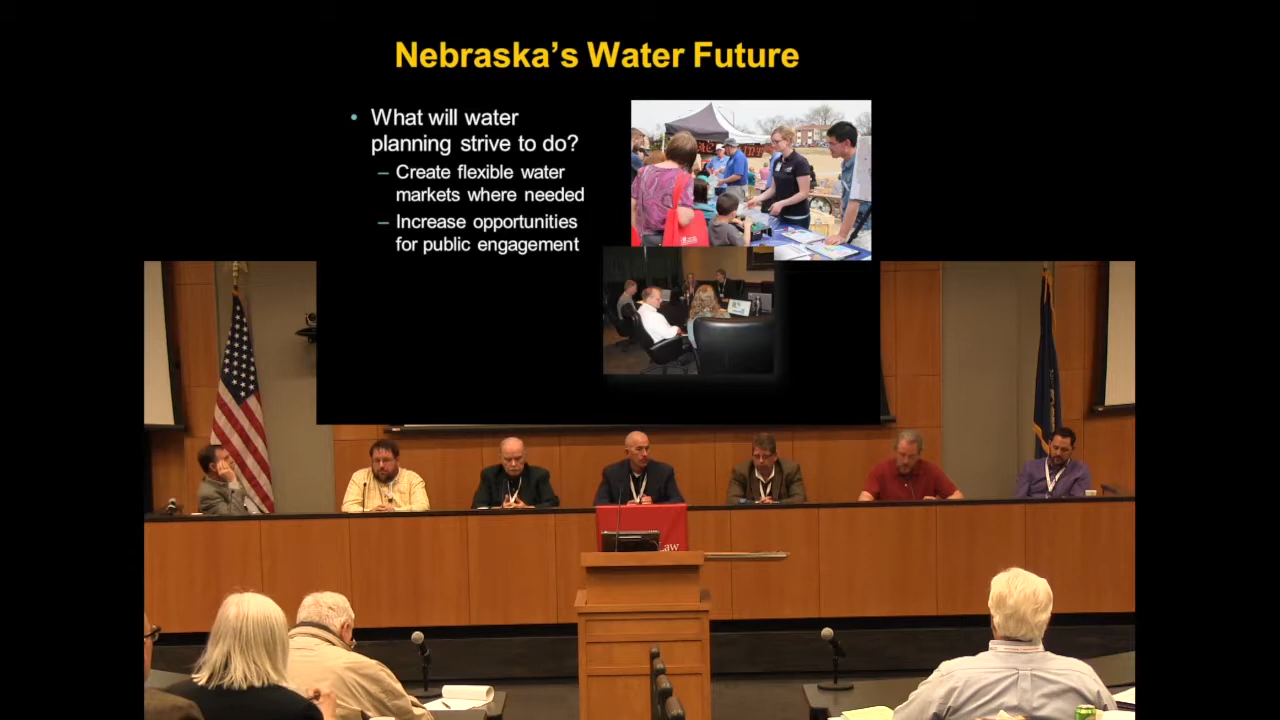 Nebraska's Water Future
• What will water
planning strive to do?
– Create flexible water
markets where needed
– Increase opportunities
for public engagement
Law